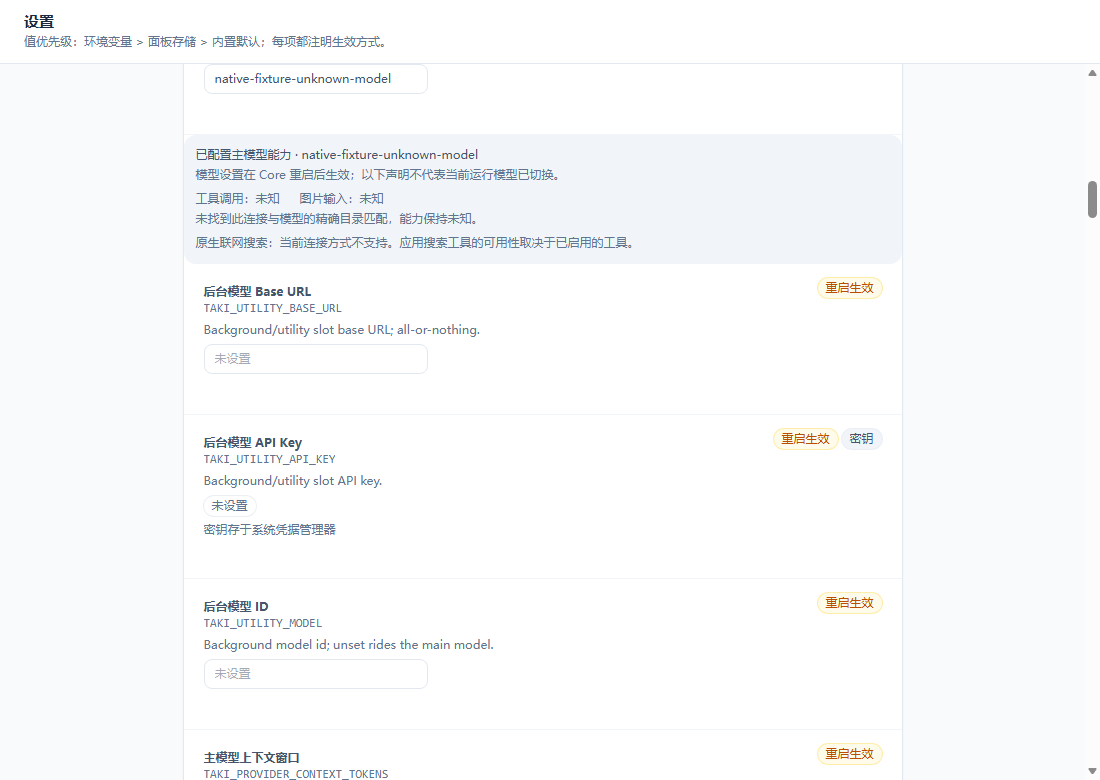 设置
值优先级：环境变量 > 面板存储 > 内置默认；每项都注明生效方式。
native-fixture-unknown-model
已配置主模型能力 · native-fixture-unknown-model
模型设置在 Core 重启后生效；以下声明不代表当前运行模型已切换。
工具调用：未知 图片输入：未知
未找到此连接与模型的精确目录匹配，能力保持未知。
原生联网搜索：当前连接方式不支持。应用搜索工具的可用性取决于已启用的工具。
后台模型 Base URL 重启生效
TAKI_UTILITY_BASE_URL
Background/utility slot base URL; all-or-nothing.
未设置
后台模型 API Key 重启生效 密钥
TAKI_UTILITY_API_KEY
Background/utility slot API key.
未设置
密钥存于系统凭据管理器
后台模型 ID 重启生效
TAKI_UTILITY_MODEL
Background model id; unset rides the main model.
未设置
主模型上下文窗口 重启生效
TAKI_PROVIDER_CONTEXT_TOKENS